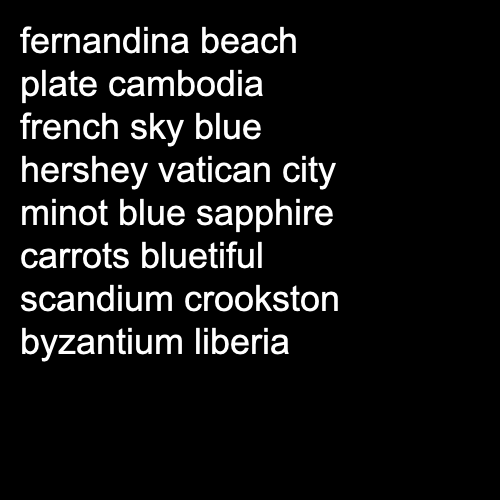 fernandina beach
plate cambodia
french sky blue
hershey vatican city
minot blue sapphire
carrots bluetiful
scandium crookston
byzantium liberia